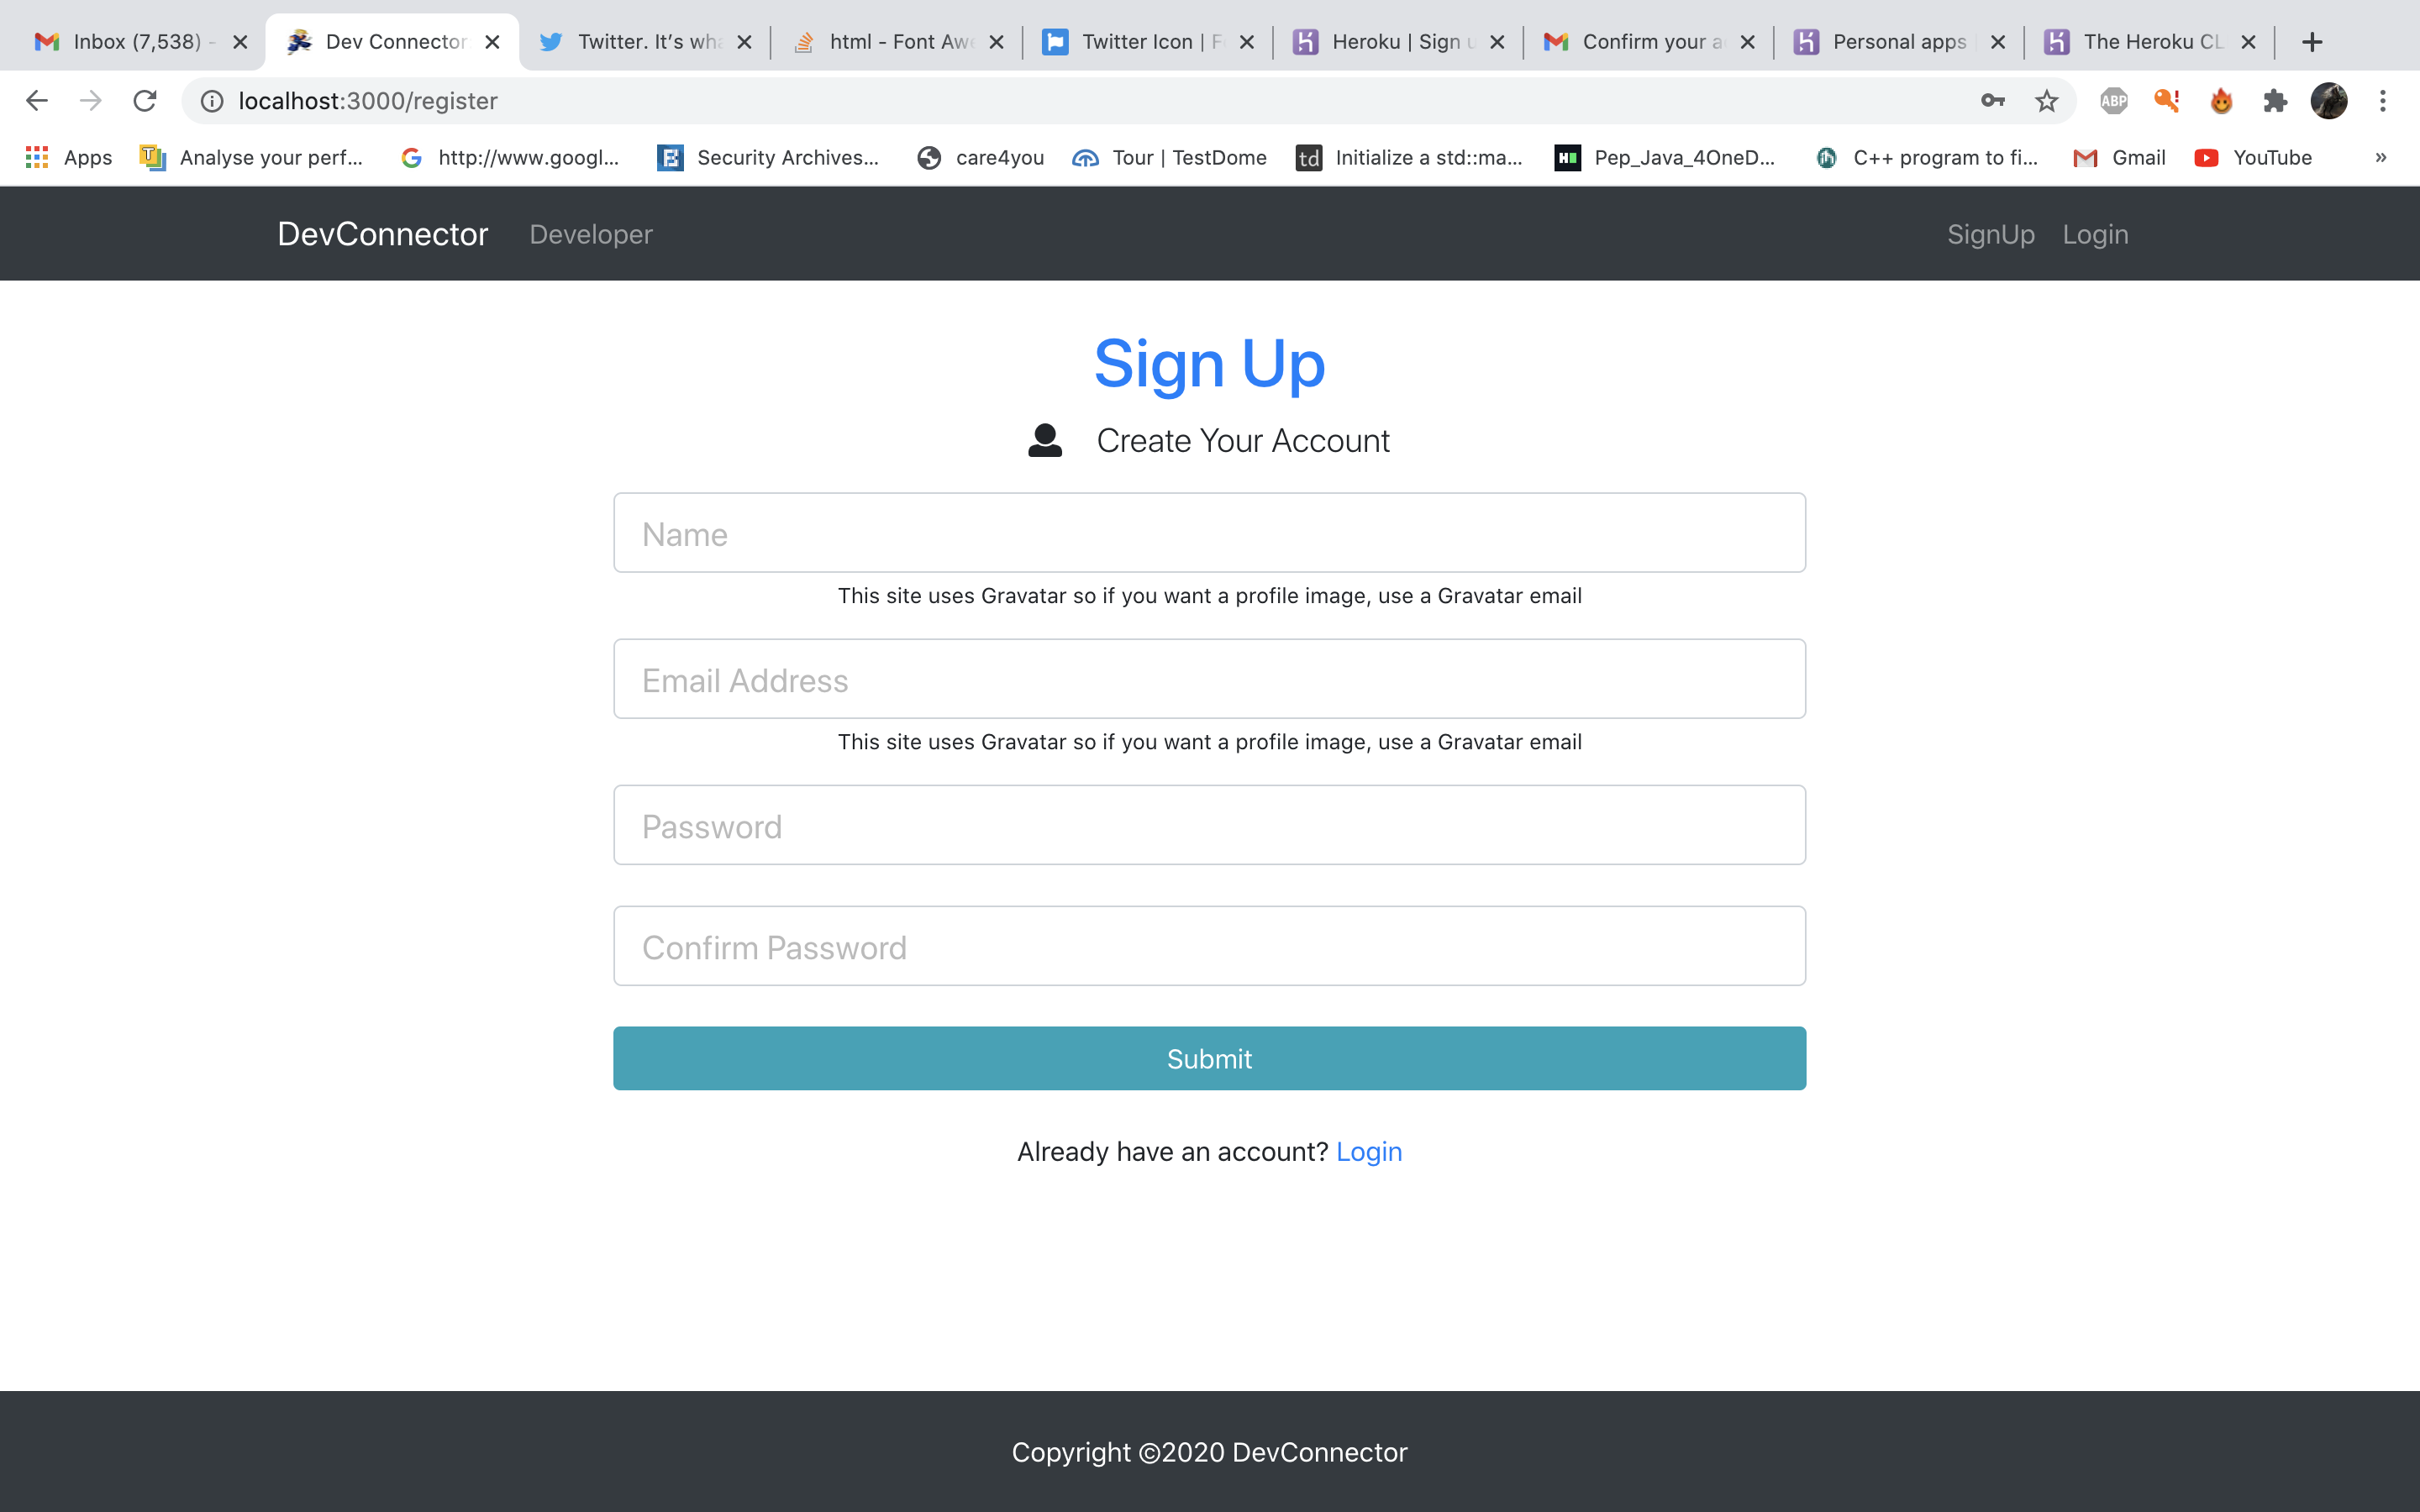 Inbox (7,538) -
Dev Connector
Twitter. It's wha
html - Font Awe
Twitter Icon | F
Heroku | Sign u
Confirm your a
Personal apps
The Heroku CL
localhost:3000/register
ABP
Apps
Analyse your perf...
http://www.googl...
Security Archives...
care4you
Tour | TestDome
td
Initialize a std::ma...
Pep_Java_4OneD...
C++ program to fi...
Gmail
YouTube
»
DevConnector Developer SignUp Login
Sign Up
Create Your Account
Name
This site uses Gravatar so if you want a profile image, use a Gravatar email
Email Address
This site uses Gravatar so if you want a profile image, use a Gravatar email
Password
Confirm Password
Submit
Already have an account? Login
Copyright ©2020 DevConnector